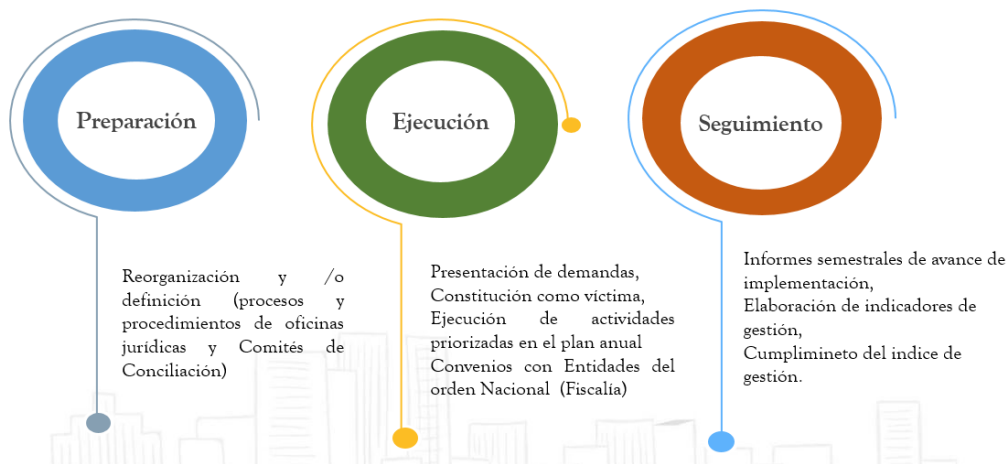 Preparación
Ejecución
Seguimiento
Reorganización y /o
definición (procesos y
procedimientos de oficinas
jurídicas y Comités de
Conciliación)
Presentación de demandas,
Constitución como víctima,
Ejecución de actividades
priorizadas en el plan anual
Convenios con Entidades del
orden Nacional (Fiscalía)
Informes semestrales de avance de
implementación,
Elaboración de indicadores de
gestión,
Cumplimineto del indice de
gestión.